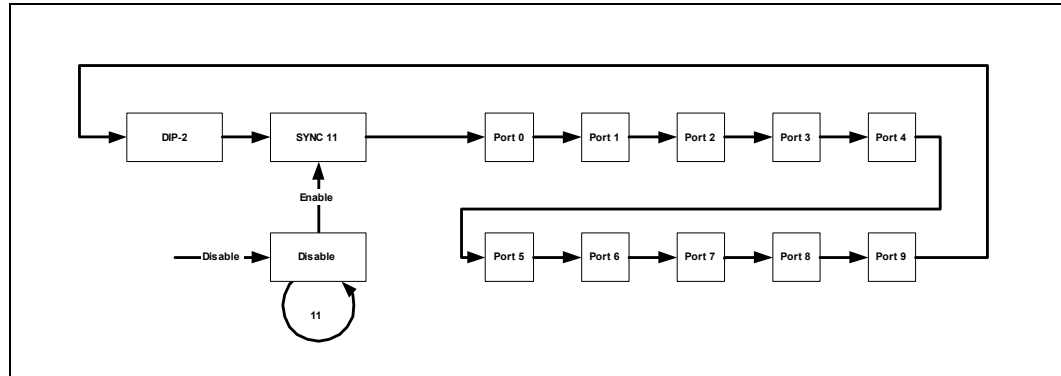 DIP-2
SYNC 11
Port 0
Port 1
Port 2
Port 3
Port 4
Enable
Disable
Disable
Port 5
Port 6
Port 7
Port 8
Port 9
11